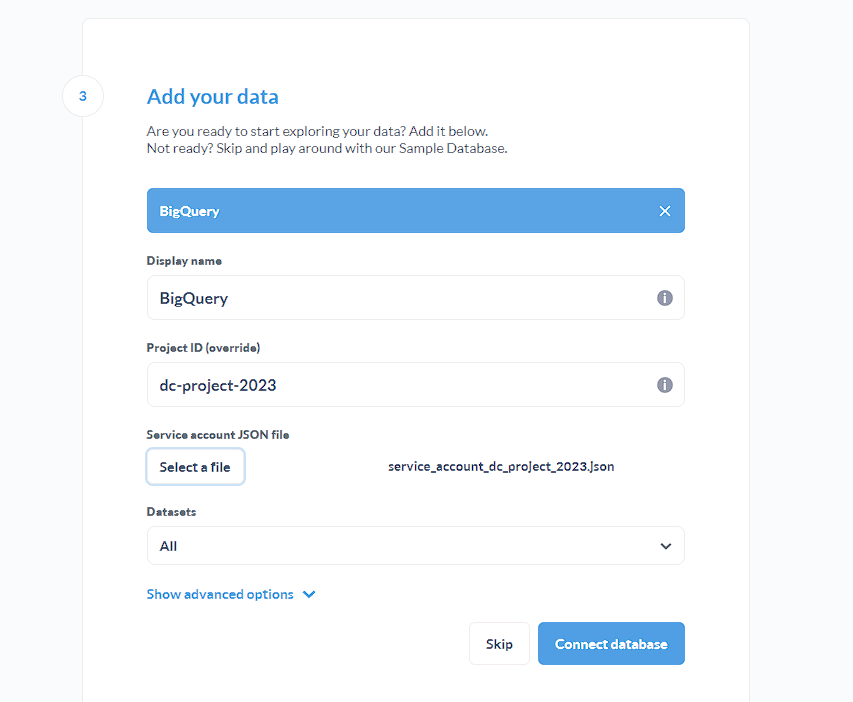 3
Add your data
Are you ready to start exploring your data? Add it below.
Not ready? Skip and play around with our Sample Database.
BigQuery
Display name
BigQuery
Project ID (override)
dc-project-2023
Service account JSON file
Select a file
service_account_dc_project_2023.json
Datasets
All
Show advanced options
Skip
Connect database